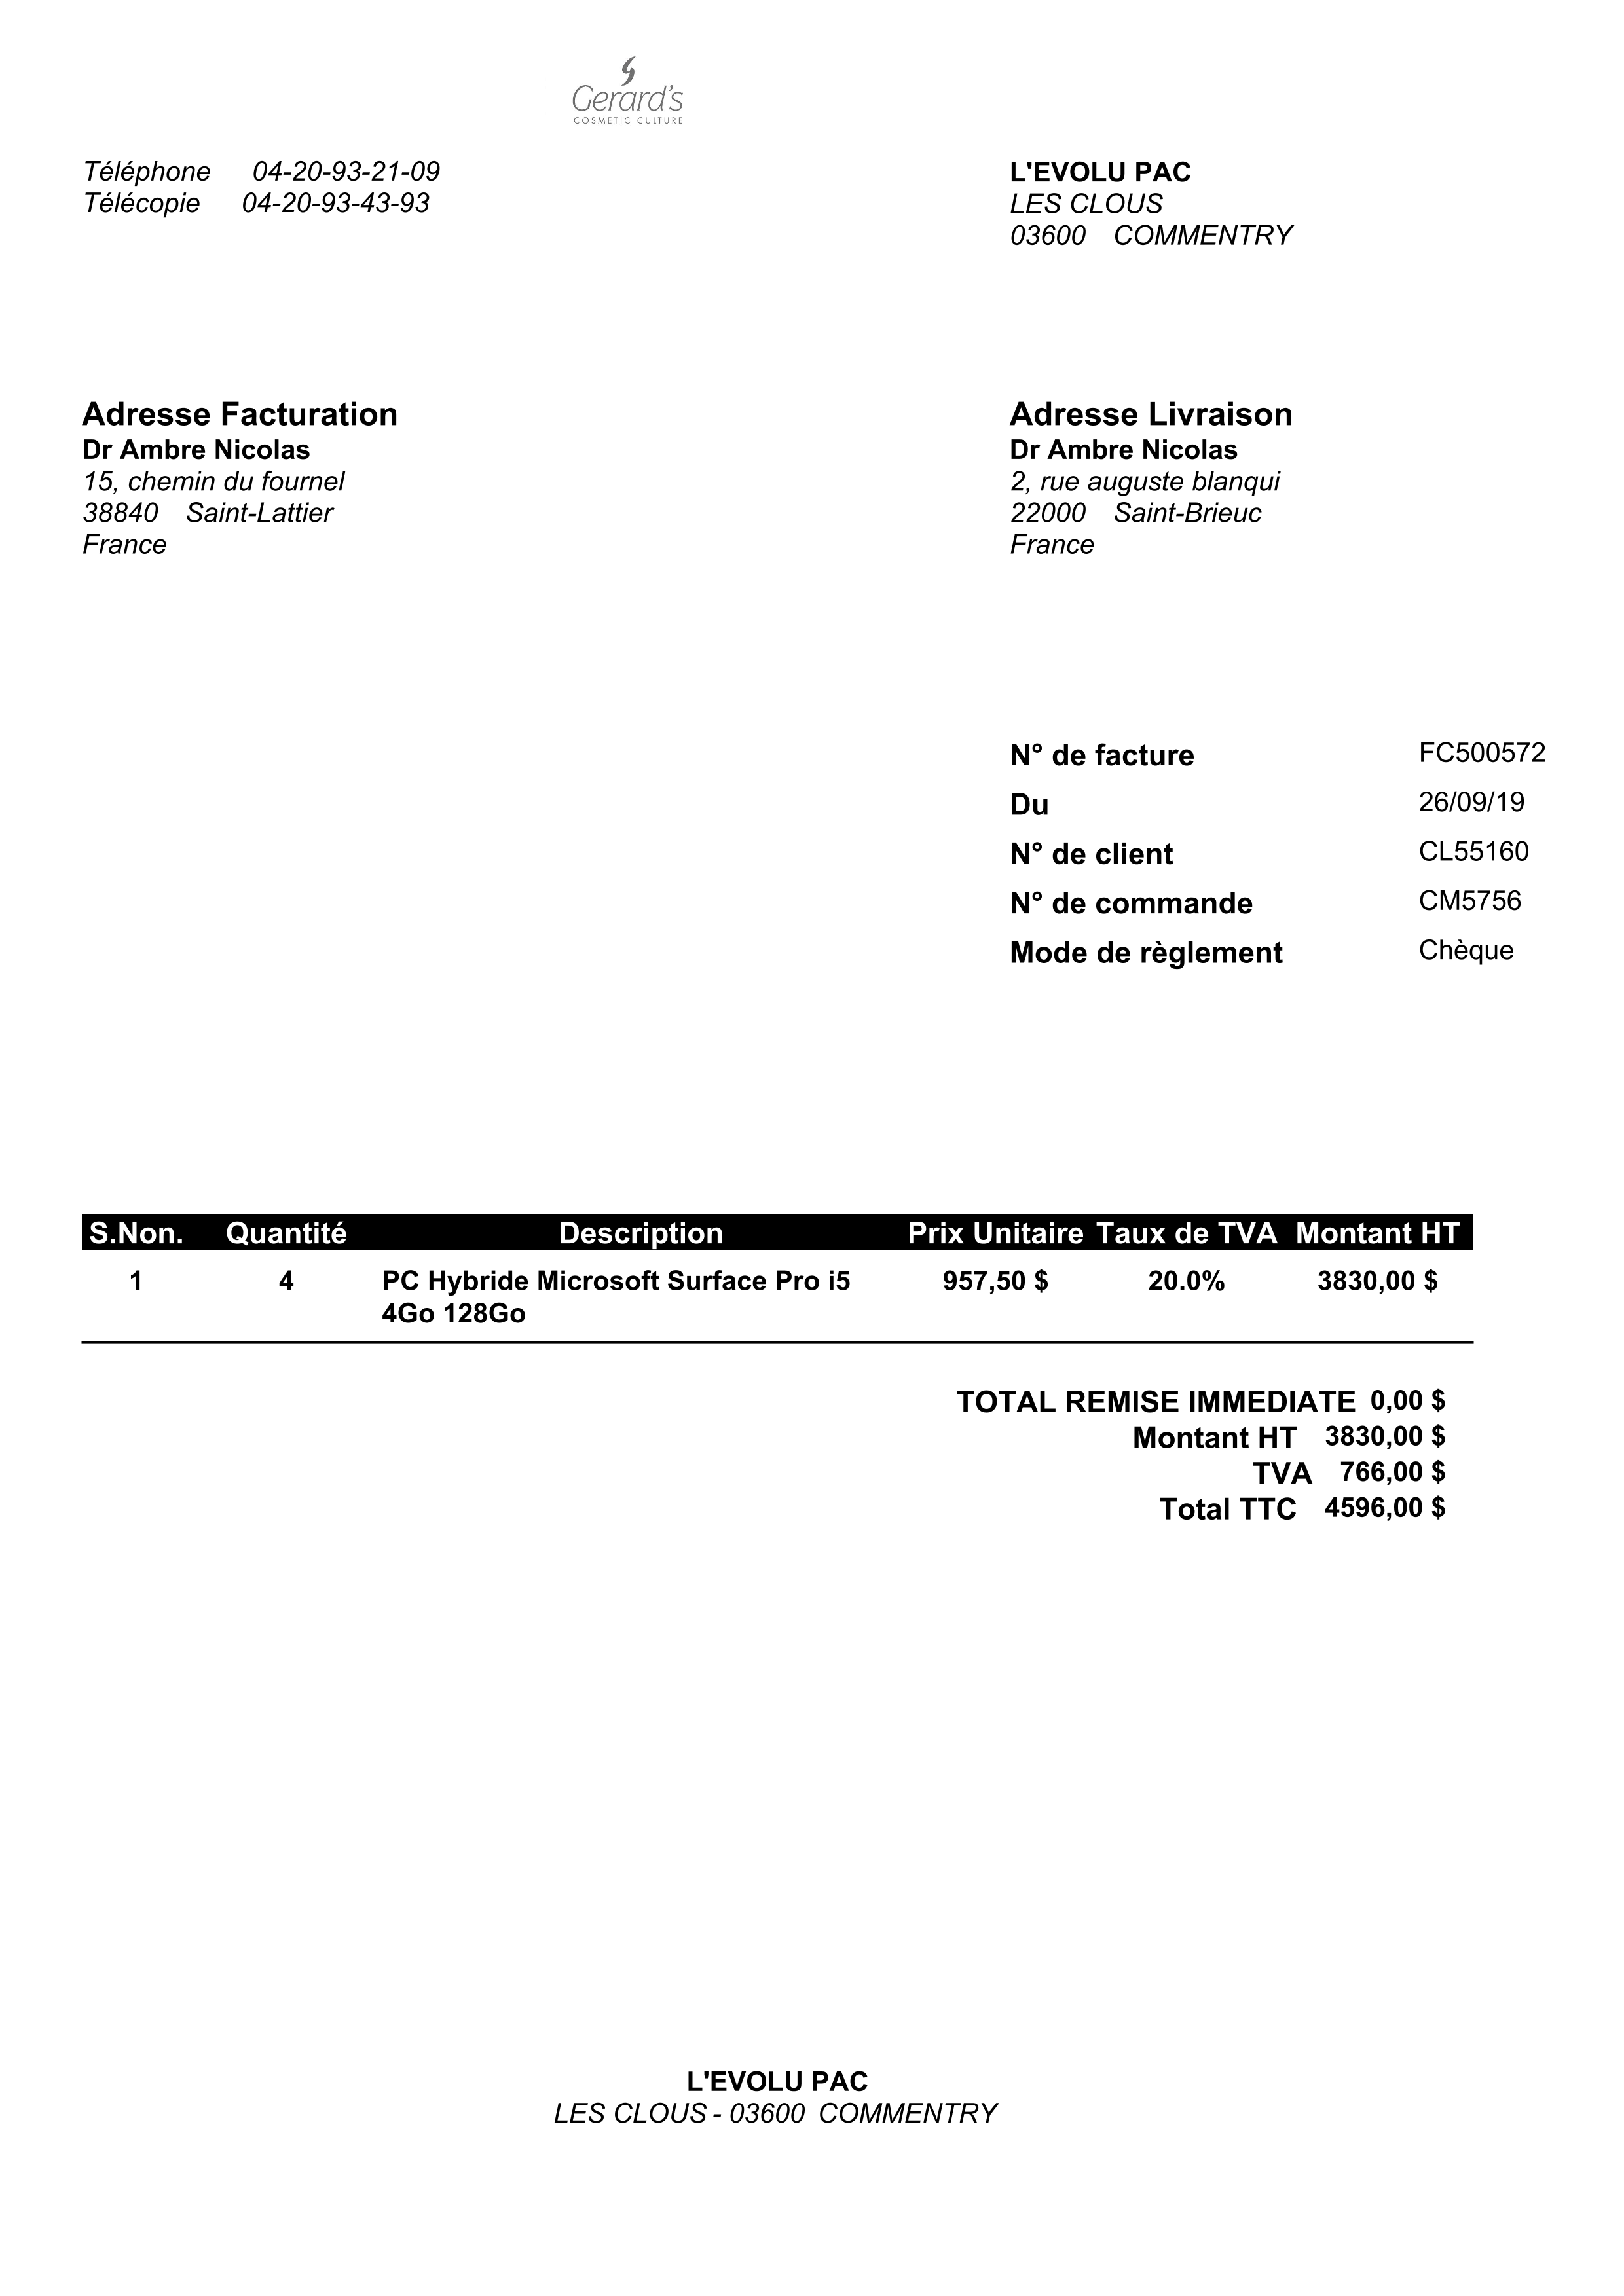 Gerard's
COSMETIC CULTURE
Téléphone 04-20-93-21-09
Télécopie 04-20-93-43-93
L'EVOLU PAC
LES CLOUS
03600 COMMENTRY
Adresse Facturation
Dr Ambre Nicolas
15, chemin du fournel
38840 Saint-Lattier
France
Adresse Livraison
Dr Ambre Nicolas
2, rue auguste blanqui
22000 Saint-Brieuc
France
N° de facture FC500572
Du 26/09/19
N° de client CL55160
N° de commande CM5756
Mode de règlement Chèque
S.Non. Quantité Description Prix Unitaire Taux de TVA Montant HT
1 4 PC Hybride Microsoft Surface Pro i5 957,50 $ 20.0% 3830,00 $
4Go 128Go
TOTAL REMISE IMMEDIATE 0,00 $
Montant HT 3830,00 $
TVA 766,00 $
Total TTC 4596,00 $
L'EVOLU PAC
LES CLOUS - 03600 COMMENTRY